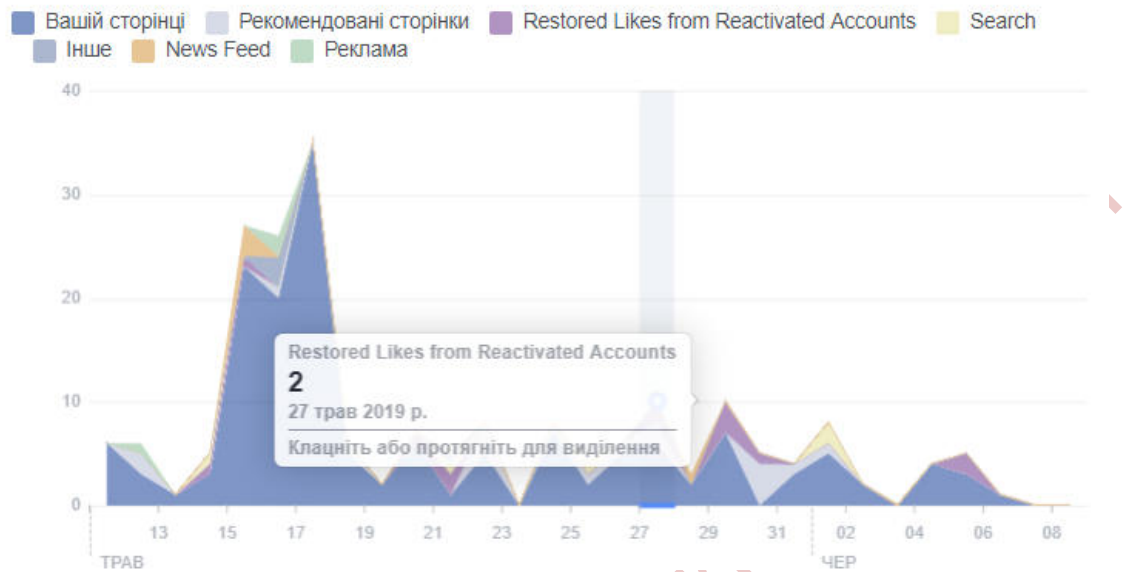 Вашій сторінці Рекомендовані сторінки Restored Likes from Reactivated Accounts Search
Інше News Feed Реклама
40
30
20
10
0
Restored Likes from Reactivated Accounts
2
27 трав 2019 р.
Клацніть або протягніть для виділення
13 15 17 19 21 23 25 27 29 31 02 04 06 08
ТРАВ ЧЕР